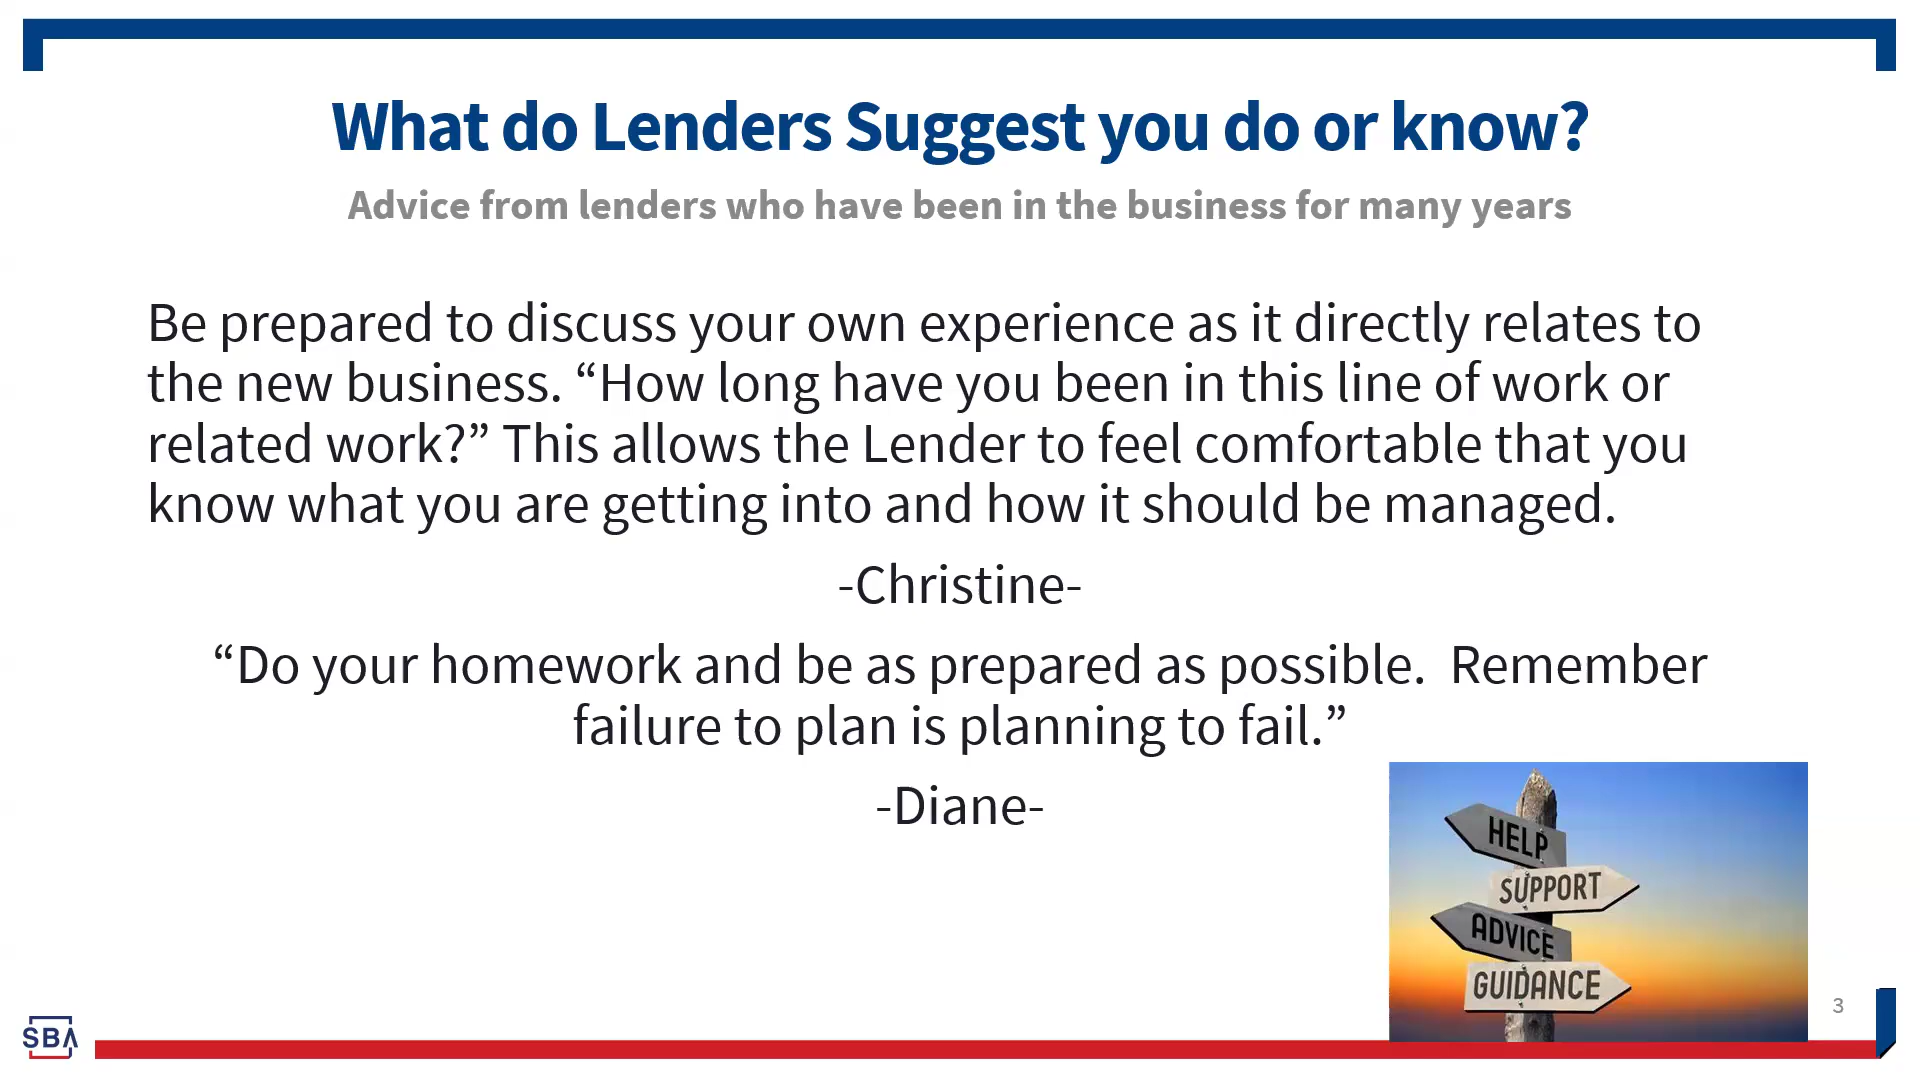 What do Lenders Suggest you do or know?
Advice from lenders who have been in the business for many years
Be prepared to discuss your own experience as it directly relates to
the new business. “How long have you been in this line of work or
related work?” This allows the Lender to feel comfortable that you
know what you are getting into and how it should be managed.
-Christine-
“Do your homework and be as prepared as possible.  Remember
failure to plan is planning to fail.”
-Diane-
HELP
SUPPORT
ADVICE
GUIDANCE
3
SBA